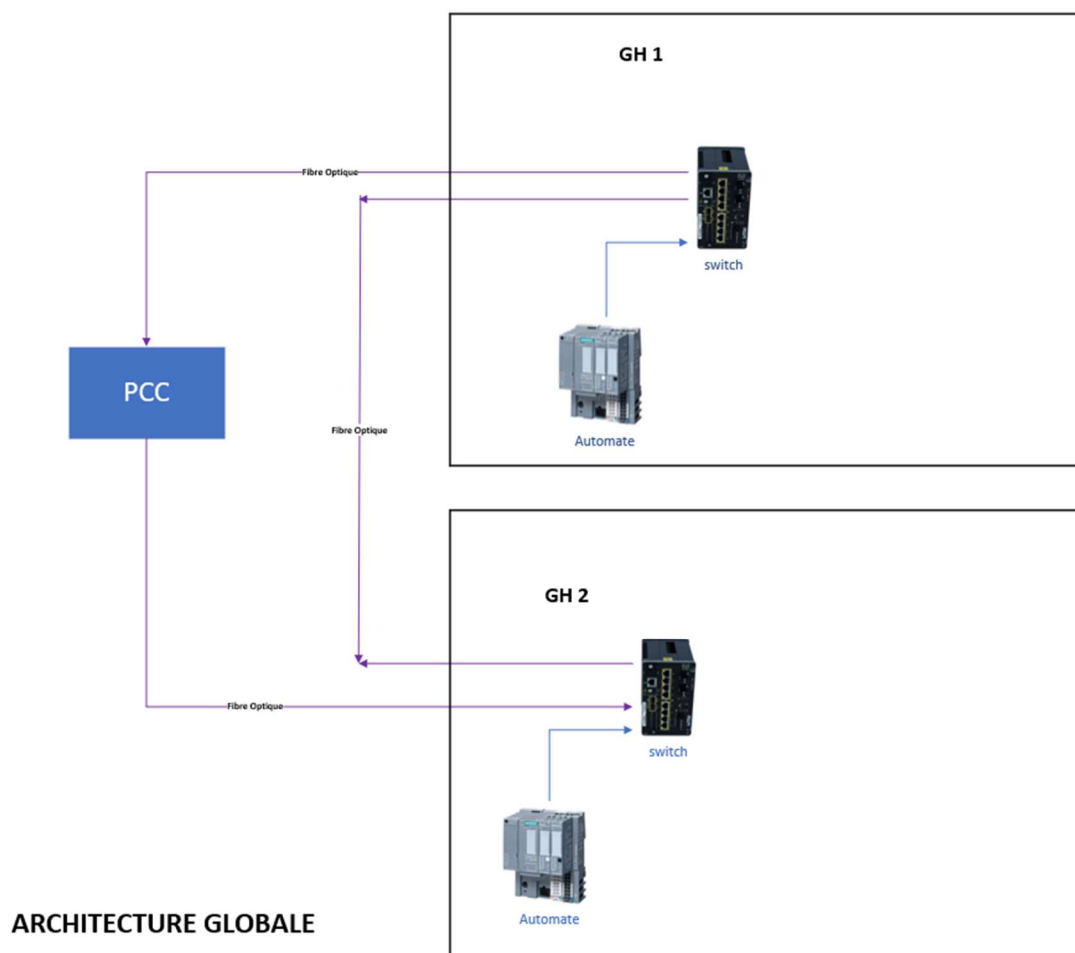 GH 1
Fibre Optique
switch
PCC
Automate
Fibre Optique
GH 2
Fibre Optique
switch
Automate
ARCHITECTURE GLOBALE